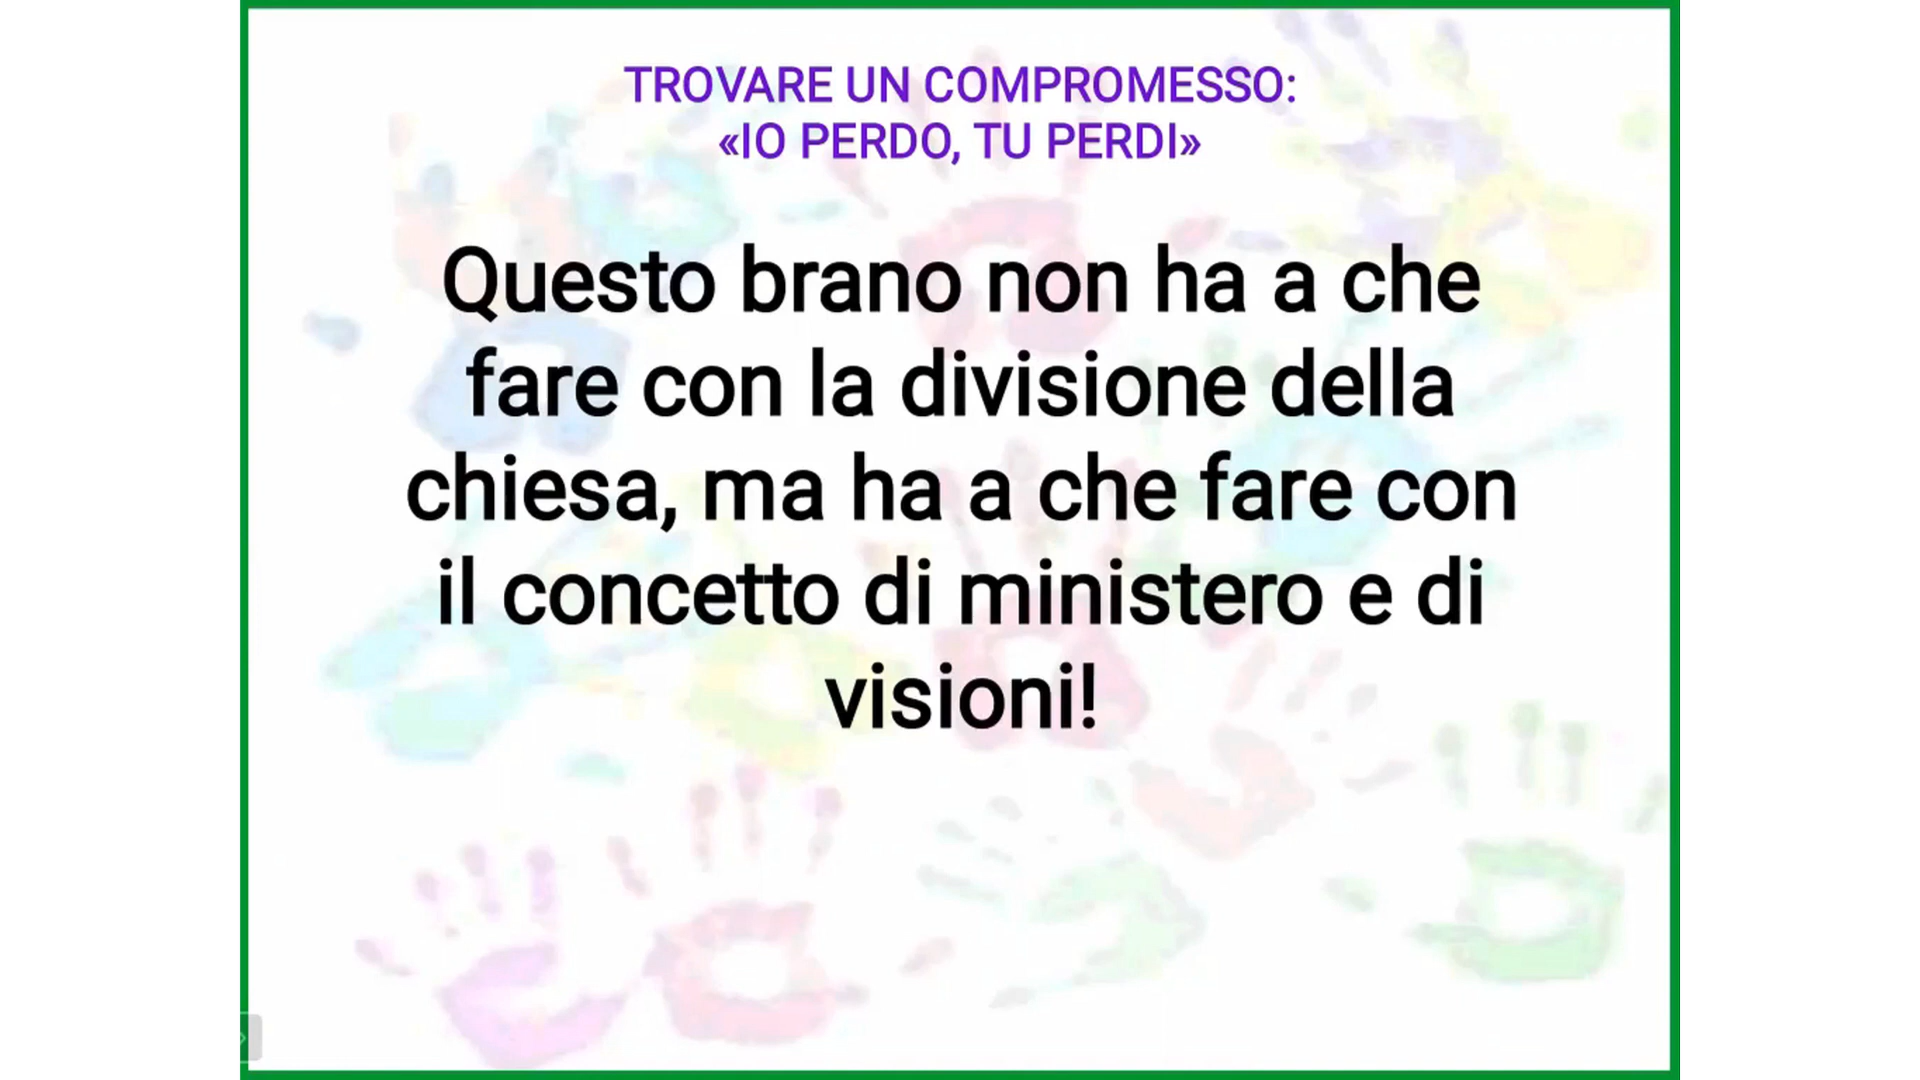 TROVARE UN COMPROMESSO:
«IO PERDO, TU PERDI»
Questo brano non ha a che
fare con la divisione della
chiesa, ma ha a che fare con
il concetto di ministero e di
visioni!